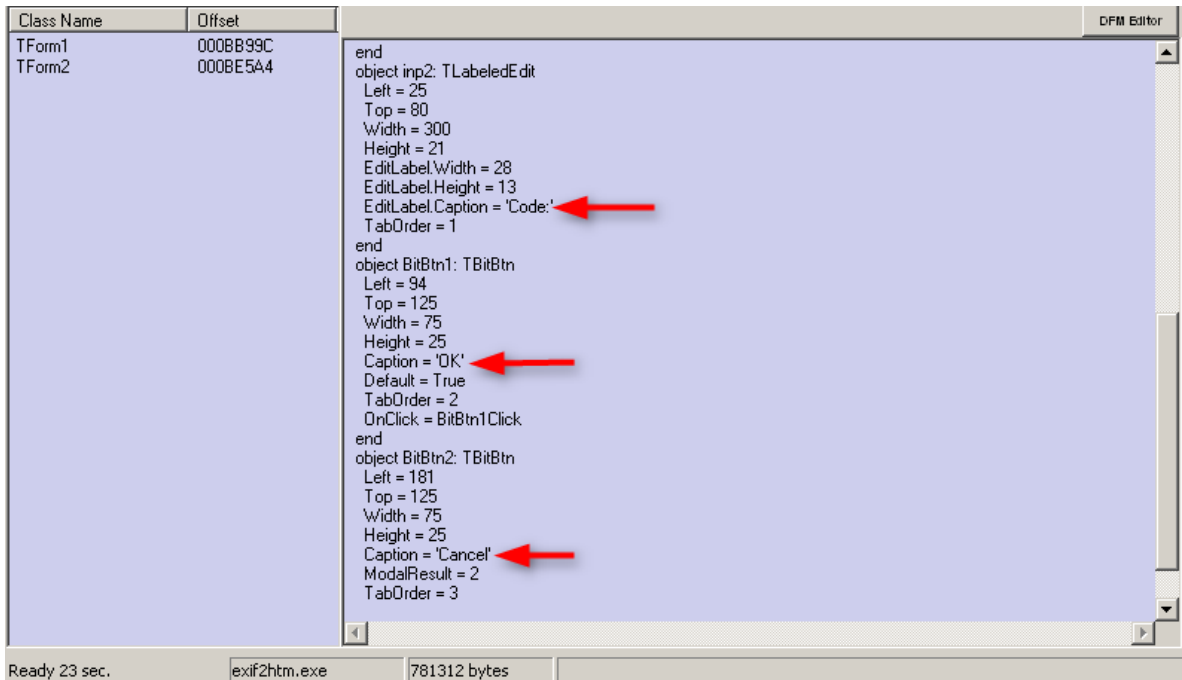 Class Name Offset DFM Editor
TForm1 000BB99C
TForm2 000BE5A4
end
object inp2: TLabeledEdit
Left = 25
Top = 80
Width = 300
Height = 21
EditLabel.Width = 28
EditLabel.Height = 13
EditLabel.Caption = 'Code:'
TabOrder = 1
end
object BitBtn1: TBitBtn
Left = 94
Top = 125
Width = 75
Height = 25
Caption = 'OK'
Default = True
TabOrder = 2
OnClick = BitBtn1Click
end
object BitBtn2: TBitBtn
Left = 181
Top = 125
Width = 75
Height = 25
Caption = 'Cancel'
ModalResult = 2
TabOrder = 3
Ready 23 sec. exif2htm.exe 781312 bytes